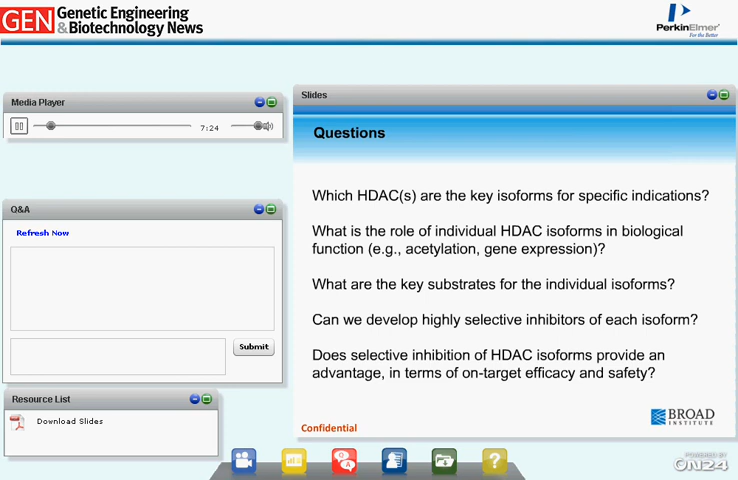 GEN Genetic Engineering
& Biotechnology News
PerkinElmer
For the Better
Media Player
7:24
Q&A
Refresh Now
Submit
Resource List
Download Slides
Slides
Questions
Which HDAC(s) are the key isoforms for specific indications?
What is the role of individual HDAC isoforms in biological
function (e.g., acetylation, gene expression)?
What are the key substrates for the individual isoforms?
Can we develop highly selective inhibitors of each isoform?
Does selective inhibition of HDAC isoforms provide an
advantage, in terms of on-target efficacy and safety?
Confidential
BROAD
INSTITUTE
Q
A
?
POWERED BY
ON24